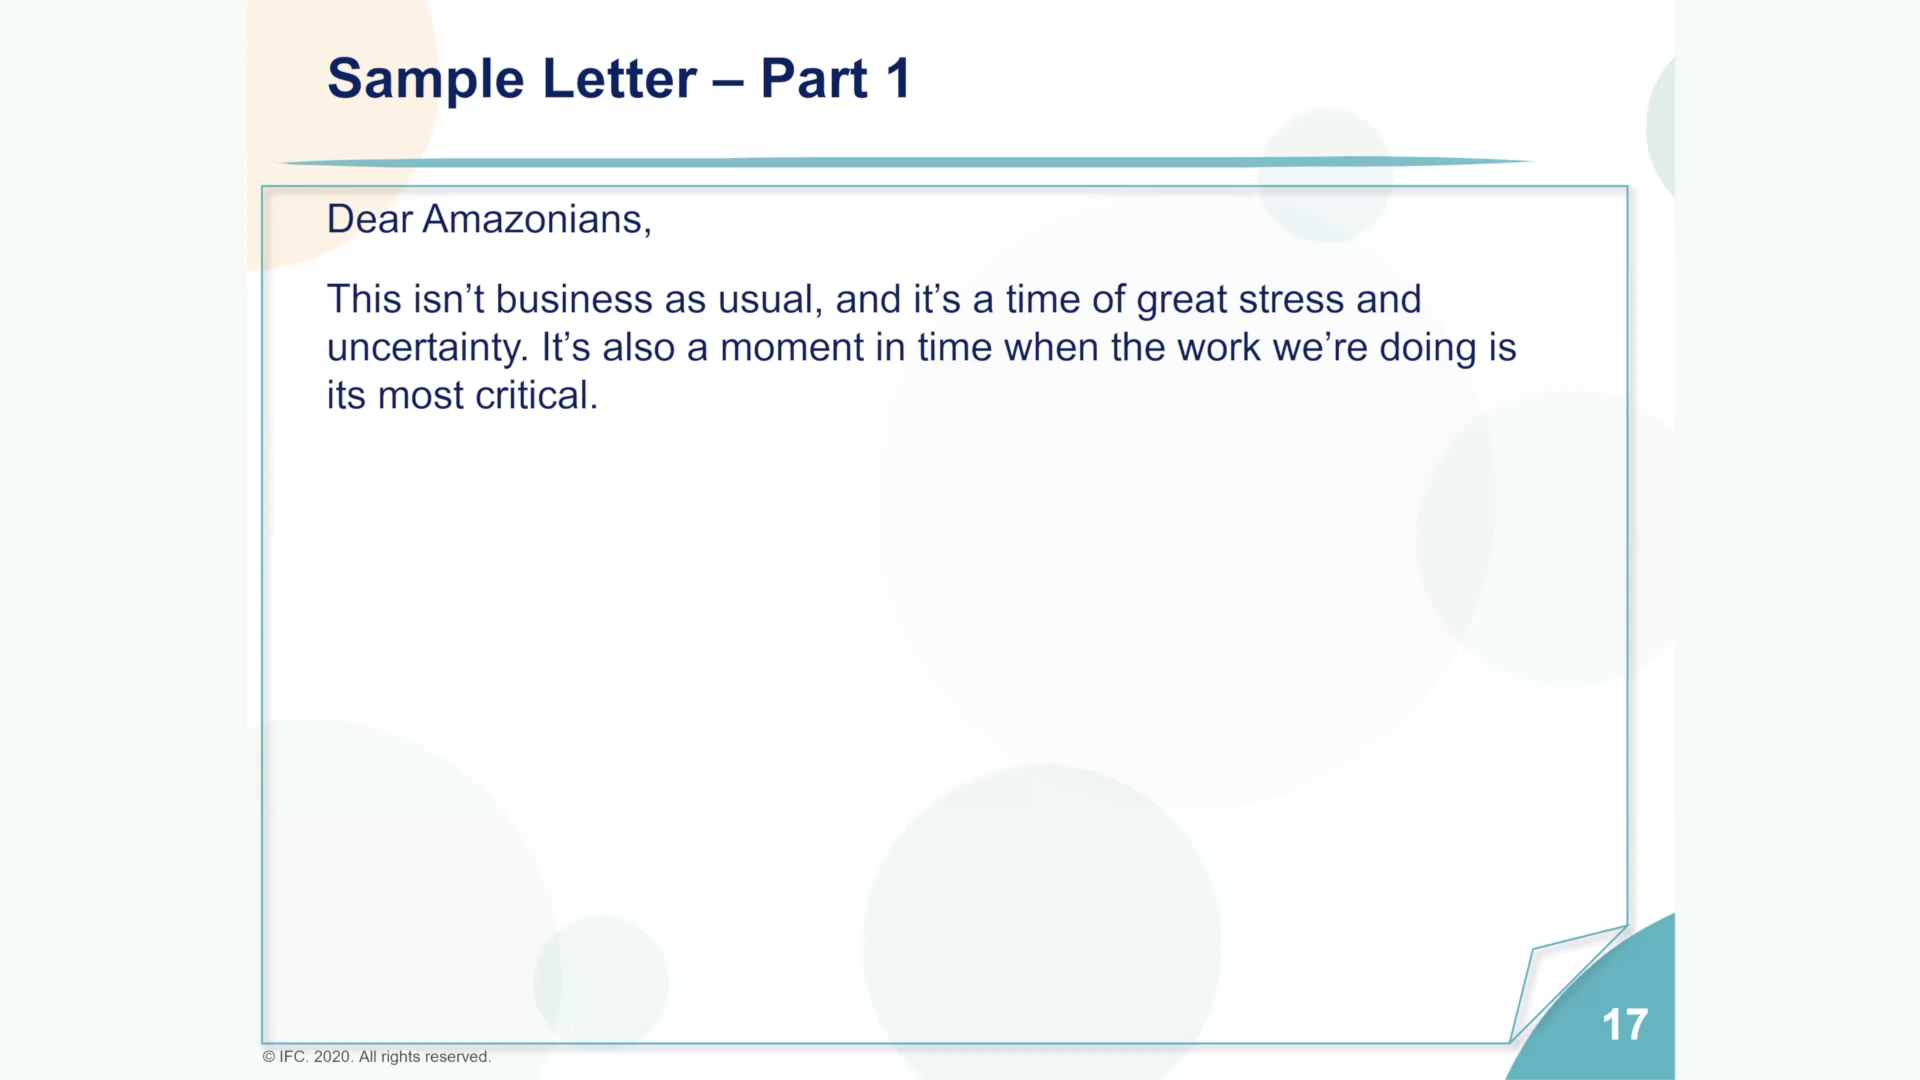 Sample Letter – Part 1
Dear Amazonians,
This isn’t business as usual, and it’s a time of great stress and
uncertainty. It’s also a moment in time when the work we’re doing is
its most critical.
17
© IFC. 2020. All rights reserved.